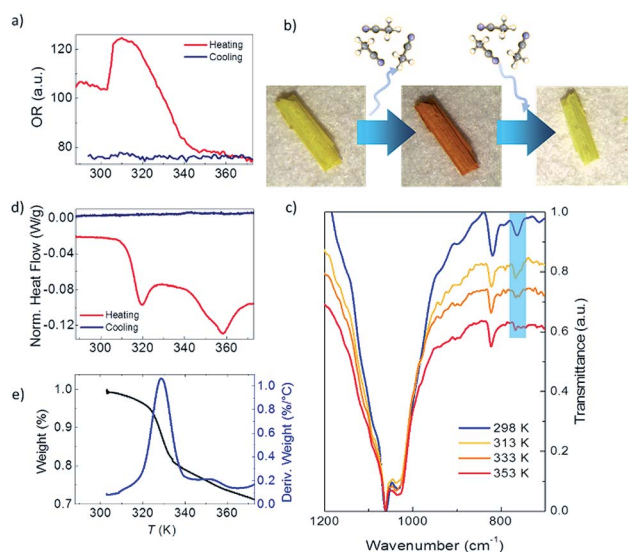 a)
OR (a.u.)
120
100
80
300 320 340 360
Heating
Cooling
b)
d)
Norm. Heat Flow (W/g)
0.00
-0.04
-0.08
-0.12
300 320 340 360
Heating
Cooling
e)
Weight (%)
1.0
0.9
0.8
0.7
Deriv. Weight (%/°C)
1.0
0.8
0.6
0.4
0.2
0.0
300 320 340 360
T (K)
c)
Transmittance (a.u.)
1.0
0.8
0.6
0.4
0.2
0.0
298 K
313 K
333 K
353 K
1200 1000 800
Wavenumber (cm⁻¹)